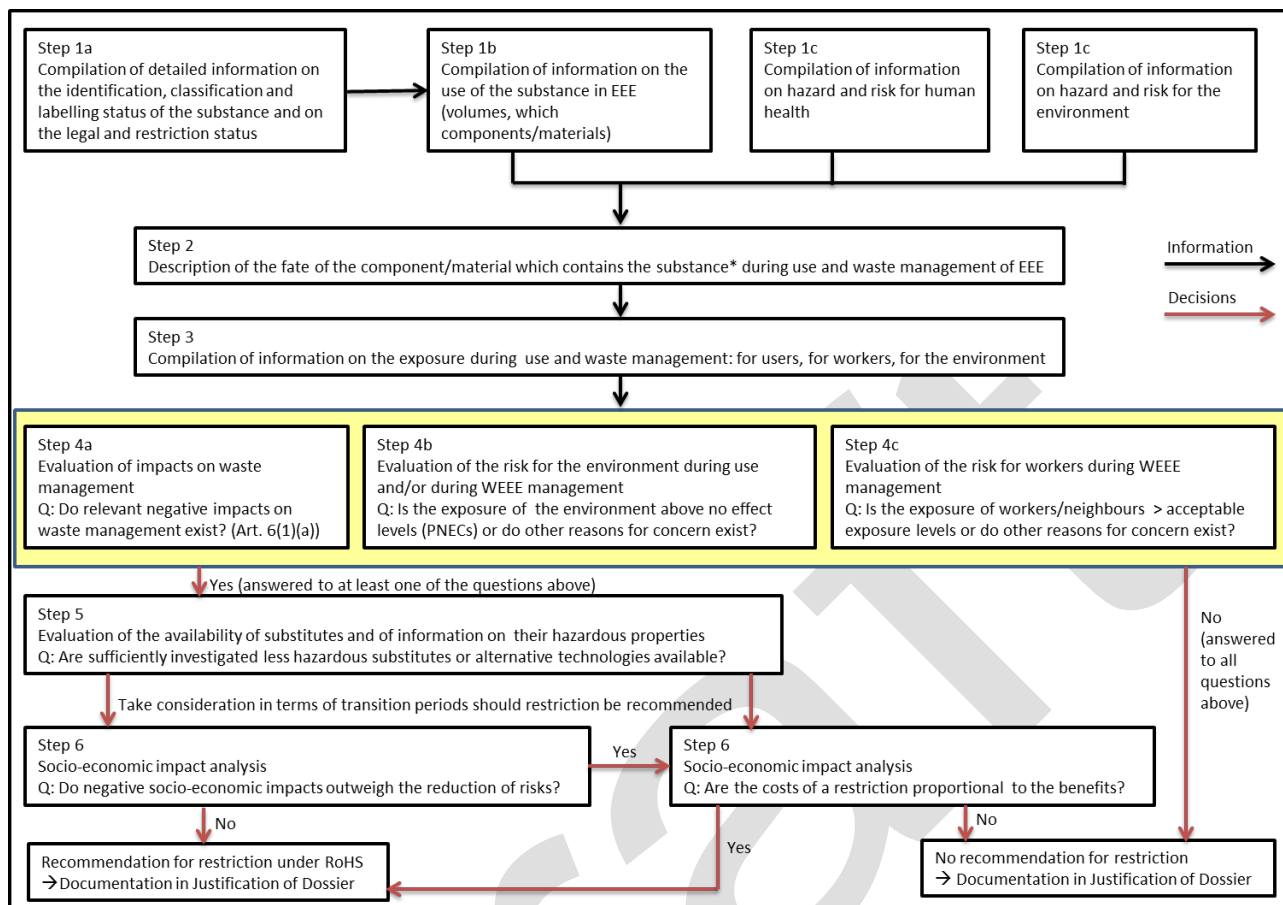 Step 1a
Compilation of detailed information on
the identification, classification and
labelling status of the substance and on
the legal and restriction status
Step 1b
Compilation of information on the
use of the substance in EEE
(volumes, which
components/materials)
Step 1c
Compilation of information
on hazard and risk for human
health
Step 1c
Compilation of information
on hazard and risk for the
environment
Step 2
Description of the fate of the component/material which contains the substance* during use and waste management of EEE
Information
Decisions
Step 3
Compilation of information on the exposure during use and waste management: for users, for workers, for the environment
Step 4a
Evaluation of impacts on waste
management
Q: Do relevant negative impacts on
waste management exist? (Art. 6(1)(a))
Step 4b
Evaluation of the risk for the environment during use
and/or during WEEE management
Q: Is the exposure of the environment above no effect
levels (PNECs) or do other reasons for concern exist?
Step 4c
Evaluation of the risk for workers during WEEE
management
Q: Is the exposure of workers/neighbours > acceptable
exposure levels or do other reasons for concern exist?
Yes (answered to at least one of the questions above)
Step 5
Evaluation of the availability of substitutes and of information on their hazardous properties
Q: Are sufficiently investigated less hazardous substitutes or alternative technologies available?
No
(answered
to all
questions
above)
Take consideration in terms of transition periods should restriction be recommended
Step 6
Socio-economic impact analysis
Q: Do negative socio-economic impacts outweigh the reduction of risks?
Yes
Step 6
Socio-economic impact analysis
Q: Are the costs of a restriction proportional to the benefits?
No
Yes
No
Recommendation for restriction under RoHS
→Documentation in Justification of Dossier
No recommendation for restriction
→ Documentation in Justification of Dossier